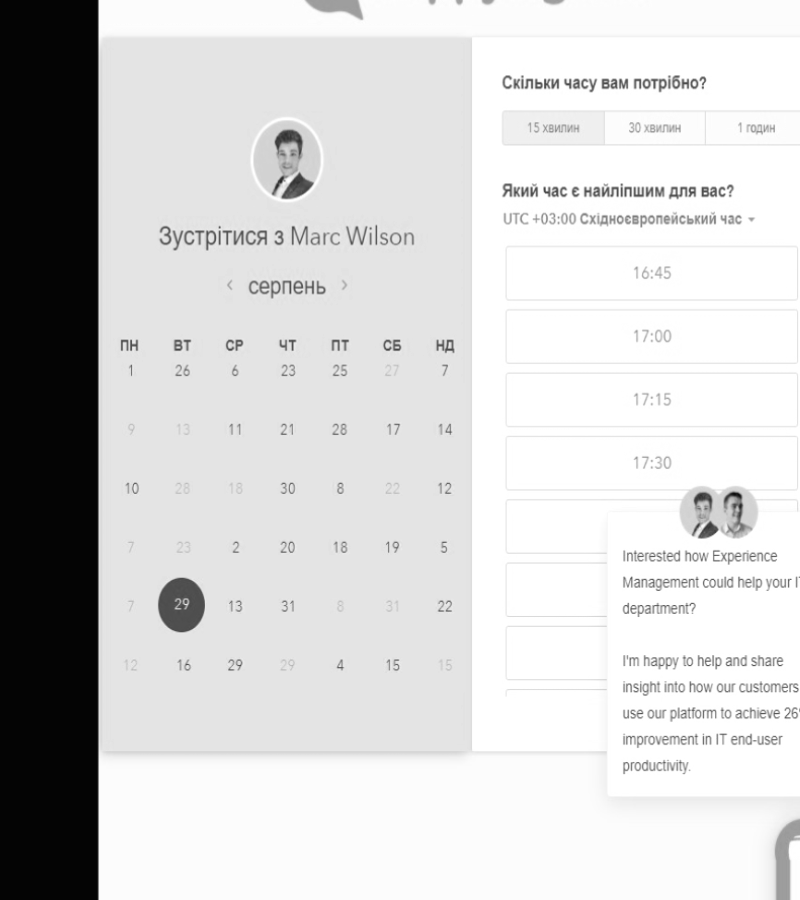 Зустрітися з Marc Wilson
‹ серпень ›
ПН ВТ СР ЧТ ПТ СБ НД
1 26 6 23 25 27 7
9 13 11 21 28 17 14
10 28 18 30 8 22 12
7 23 2 20 18 19 5
7 29 13 31 8 31 22
12 16 29 29 4 15 15
Скільки часу вам потрібно?
15 хвилин 30 хвилин 1 годин
Який час є найліпшим для вас?
UTC +03:00 Східноєвропейський час
16:45
17:00
17:15
17:30
Interested how Experience
Management could help your
department?
I'm happy to help and share
insight into how our customers
use our platform to achieve
improvement in IT end-user
productivity.